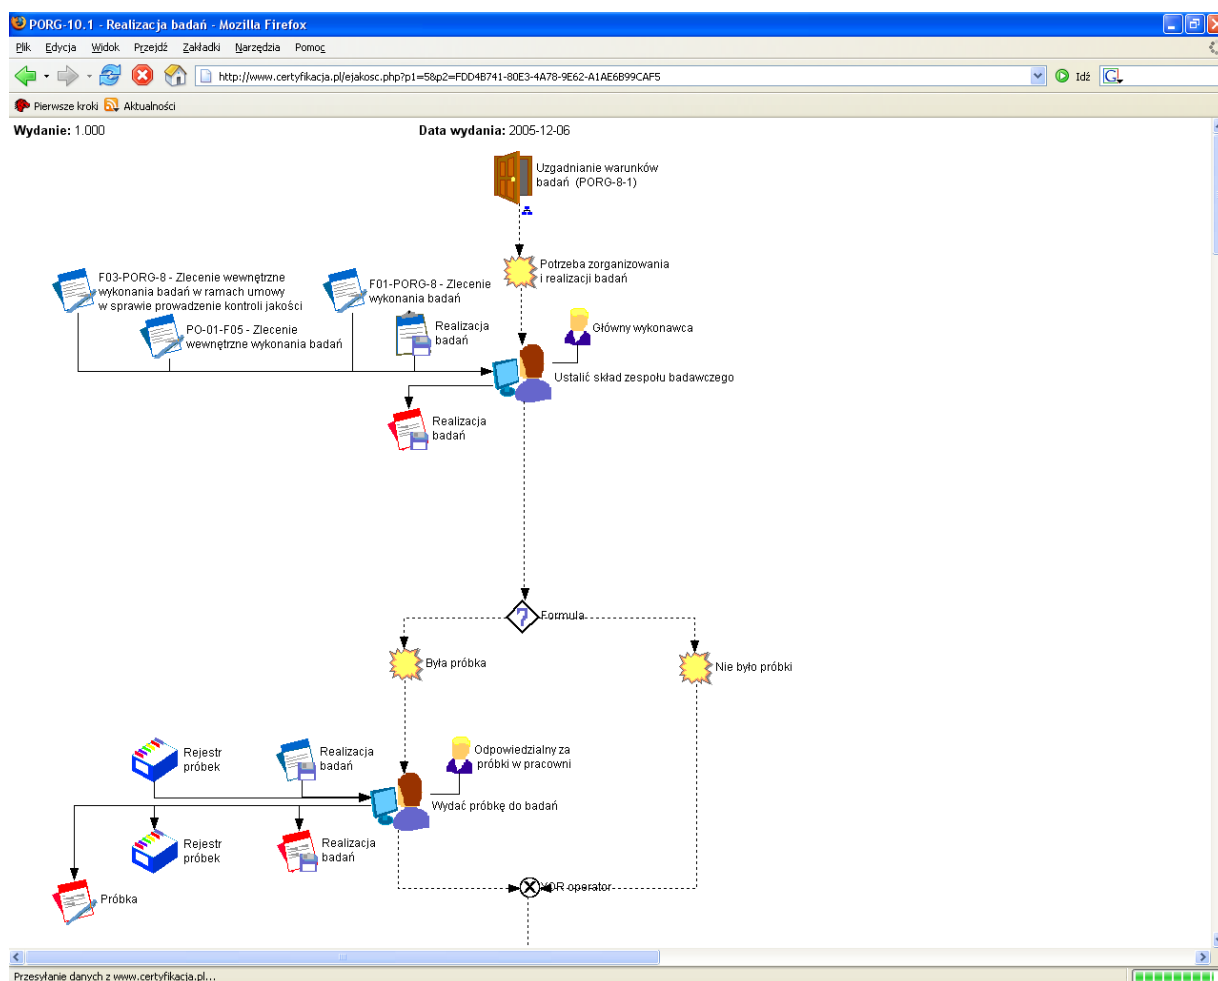 PORG-10.1 - Realizacja badań - Mozilla Firefox
Plik Edycja Widok Przejdź Zakładki Narzędzia Pomoc
http://www.certyfikacja.pl/ejakosc.php?p1=58&p2=FDD4B741-80E3-4A78-9E62-A1AE6B99CAF5
Idź
Pierwsze kroki Aktualności
Wydanie: 1.000 Data wydania: 2005-12-06
Uzgadnianie warunków
badań (PORG-8-1)
Potrzeba zorganizowania
i realizacji badań
F03-PORG-8 - Zlecenie wewnętrzne
wykonania badań w ramach umowy
w sprawie prowadzenie kontroli jakości
F01-PORG-8 - Zlecenie
wykonania badań
PO-01-F05 - Zlecenie
wewnętrzne wykonania badań
Realizacja
badań
Główny wykonawca
Ustalić skład zespołu badawczego
Realizacja
badań
Formula
Była próbka
Nie było próbki
Rejestr
próbek
Realizacja
badań
Odpowiedzialny za
próbki w pracowni
Wydać próbkę do badań
Rejestr
próbek
Realizacja
badań
Próbka
XOR operator
Przesyłanie danych z www.certyfikacja.pl...